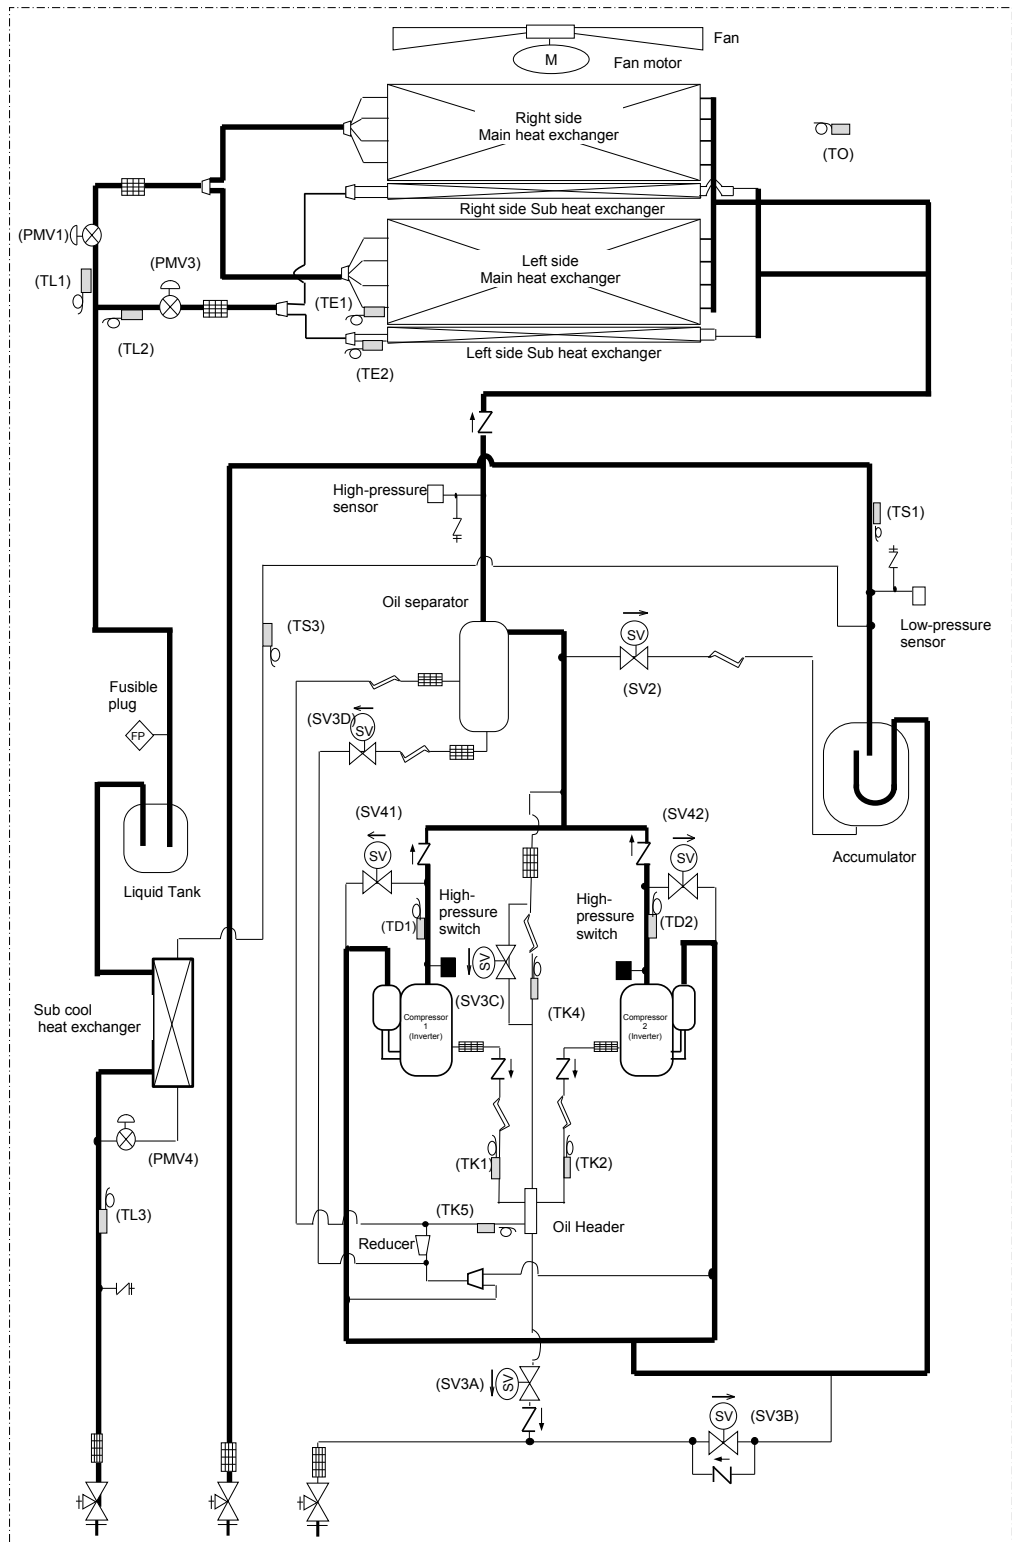 Fan
M
Fan motor
Right side
Main heat exchanger
(TO)
Right side Sub heat exchanger
(PMV1)
(PMV3)
Left side
Main heat exchanger
(TL1)
(TE1)
(TL2)
Left side Sub heat exchanger
(TE2)
High-pressure
sensor
(TS1)
Oil separator
(TS3)
Low-pressure
sensor
SV
(SV2)
Fusible
plug
FP
(SV3D)
SV
(SV41)
(SV42)
SV
SV
Accumulator
Liquid Tank
High-
pressure
switch
High-
pressure
switch
(TD1)
(TD2)
SV
(SV3C)
(TK4)
Sub cool
heat exchanger
Compressor
1
(Inverter)
Compressor
2
(Inverter)
(PMV4)
(TK1)
(TK2)
(TL3)
(TK5)
Oil Header
Reducer
(SV3A)
SV
SV
(SV3B)